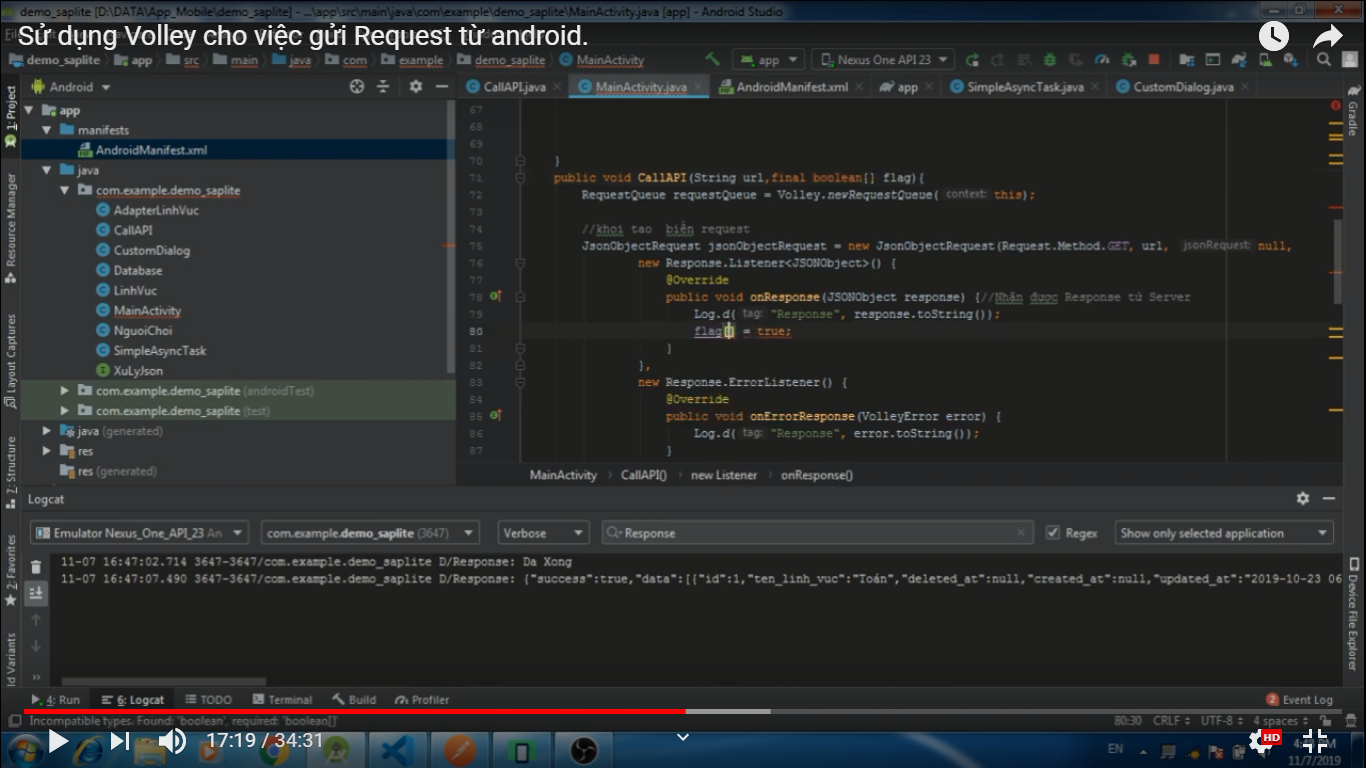 demo_saplite [D:\DATA\App_Mobile\demo_saplite] - ...\app\src\main\java\com\example\demo_saplite\MainActivity.java [app] - Android Studio
Sử dụng Volley cho việc gửi Request từ android.
demo_saplite app src main java com example demo_saplite MainActivity app Nexus One API 23
1: Project
Resource Manager
Layout Captures
Z: Structure
2: Favorites
ld Variants
Android
app
manifests
AndroidManifest.xml
java
com.example.demo_saplite
AdapterLinhVuc
CallAPI
CustomDialog
Database
LinhVuc
MainActivity
NguoiChoi
SimpleAsyncTask
XuLyJson
com.example.demo_saplite (androidTest)
com.example.demo_saplite (test)
java (generated)
res
res (generated)
CallAPI.java MainActivity.java AndroidManifest.xml app SimpleAsyncTask.java CustomDialog.java
67
68
69
70 }
71 public void CallAPI(String url,final boolean[] flag){
72 RequestQueue requestQueue = Volley.newRequestQueue( context: this);
73
74 //khoi tao biến request
75 JsonObjectRequest jsonObjectRequest = new JsonObjectRequest(Request.Method.GET, url, jsonRequest: null,
76 new Response.Listener<JSONObject>() {
77 @Override
78 public void onResponse(JSONObject response) {//Nhận được Response từ Server
79 Log.d( tag: "Response", response.toString());
80 flag[] = true;
81 }
82 },
83 new Response.ErrorListener() {
84 @Override
85 public void onErrorResponse(VolleyError error) {
86 Log.d( tag: "Response", error.toString());
87 }
MainActivity CallAPI() new Listener onResponse()
Gradle
Device File Explorer
Logcat
Emulator Nexus_One_API_23 An com.example.demo_saplite (3647) Verbose Response Regex Show only selected application
11-07 16:47:02.714 3647-3647/com.example.demo_saplite D/Response: Da Xong
11-07 16:47:07.490 3647-3647/com.example.demo_saplite D/Response: {"success":true,"data":[{"id":1,"ten_linh_vuc":"Toán","deleted_at":null,"created_at":null,"updated_at":"2019-10-23 06
4: Run 6: Logcat TODO Terminal Build Profiler 2 Event Log
Incompatible types. Found: 'boolean', required: 'boolean[]' 80:30 CRLF UTF-8 4 spaces
17:19 / 34:31 EN HD
11/7/2019